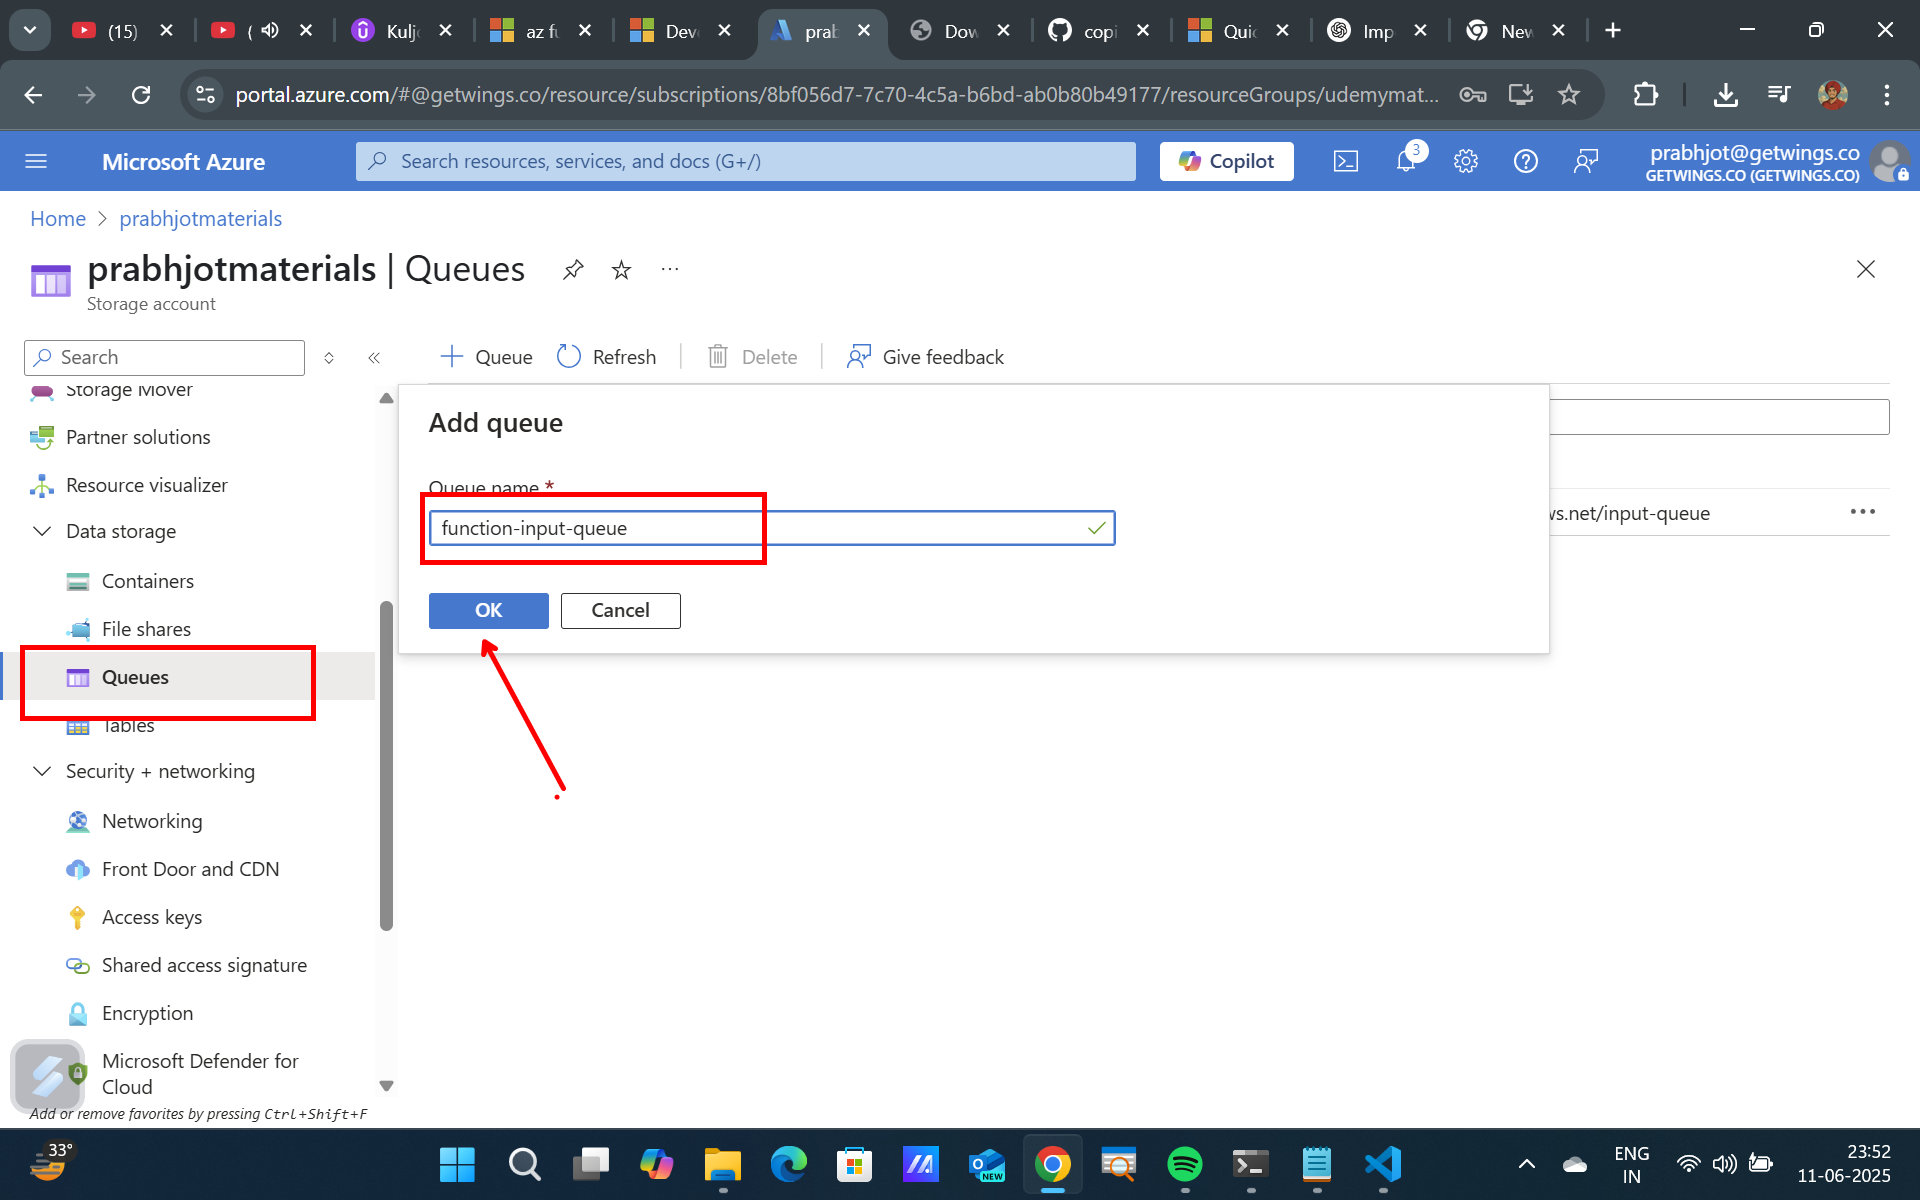 (15)
(
Kulj
az fu
Dev
prab
Dow
copi
Quic
Imp
New
portal.azure.com/#@getwings.co/resource/subscriptions/8bf056d7-7c70-4c5a-b6bd-ab0b80b49177/resourceGroups/udemymat...
Microsoft Azure
Search resources, services, and docs (G+/)
Copilot
3
prabhjot@getwings.co
GETWINGS.CO (GETWINGS.CO)
Home > prabhjotmaterials
prabhjotmaterials | Queues
Storage account
Search
Queue
Refresh
Delete
Give feedback
Storage Mover
Partner solutions
Resource visualizer
Data storage
Containers
File shares
Queues
Tables
Security + networking
Networking
Front Door and CDN
Access keys
Shared access signature
Encryption
Microsoft Defender for
Cloud
Add or remove favorites by pressing Ctrl+Shift+F
Add queue
Queue name *
function-input-queue
OK
Cancel
ws.net/input-queue
33°
NEW
ENG
IN
23:52
11-06-2025